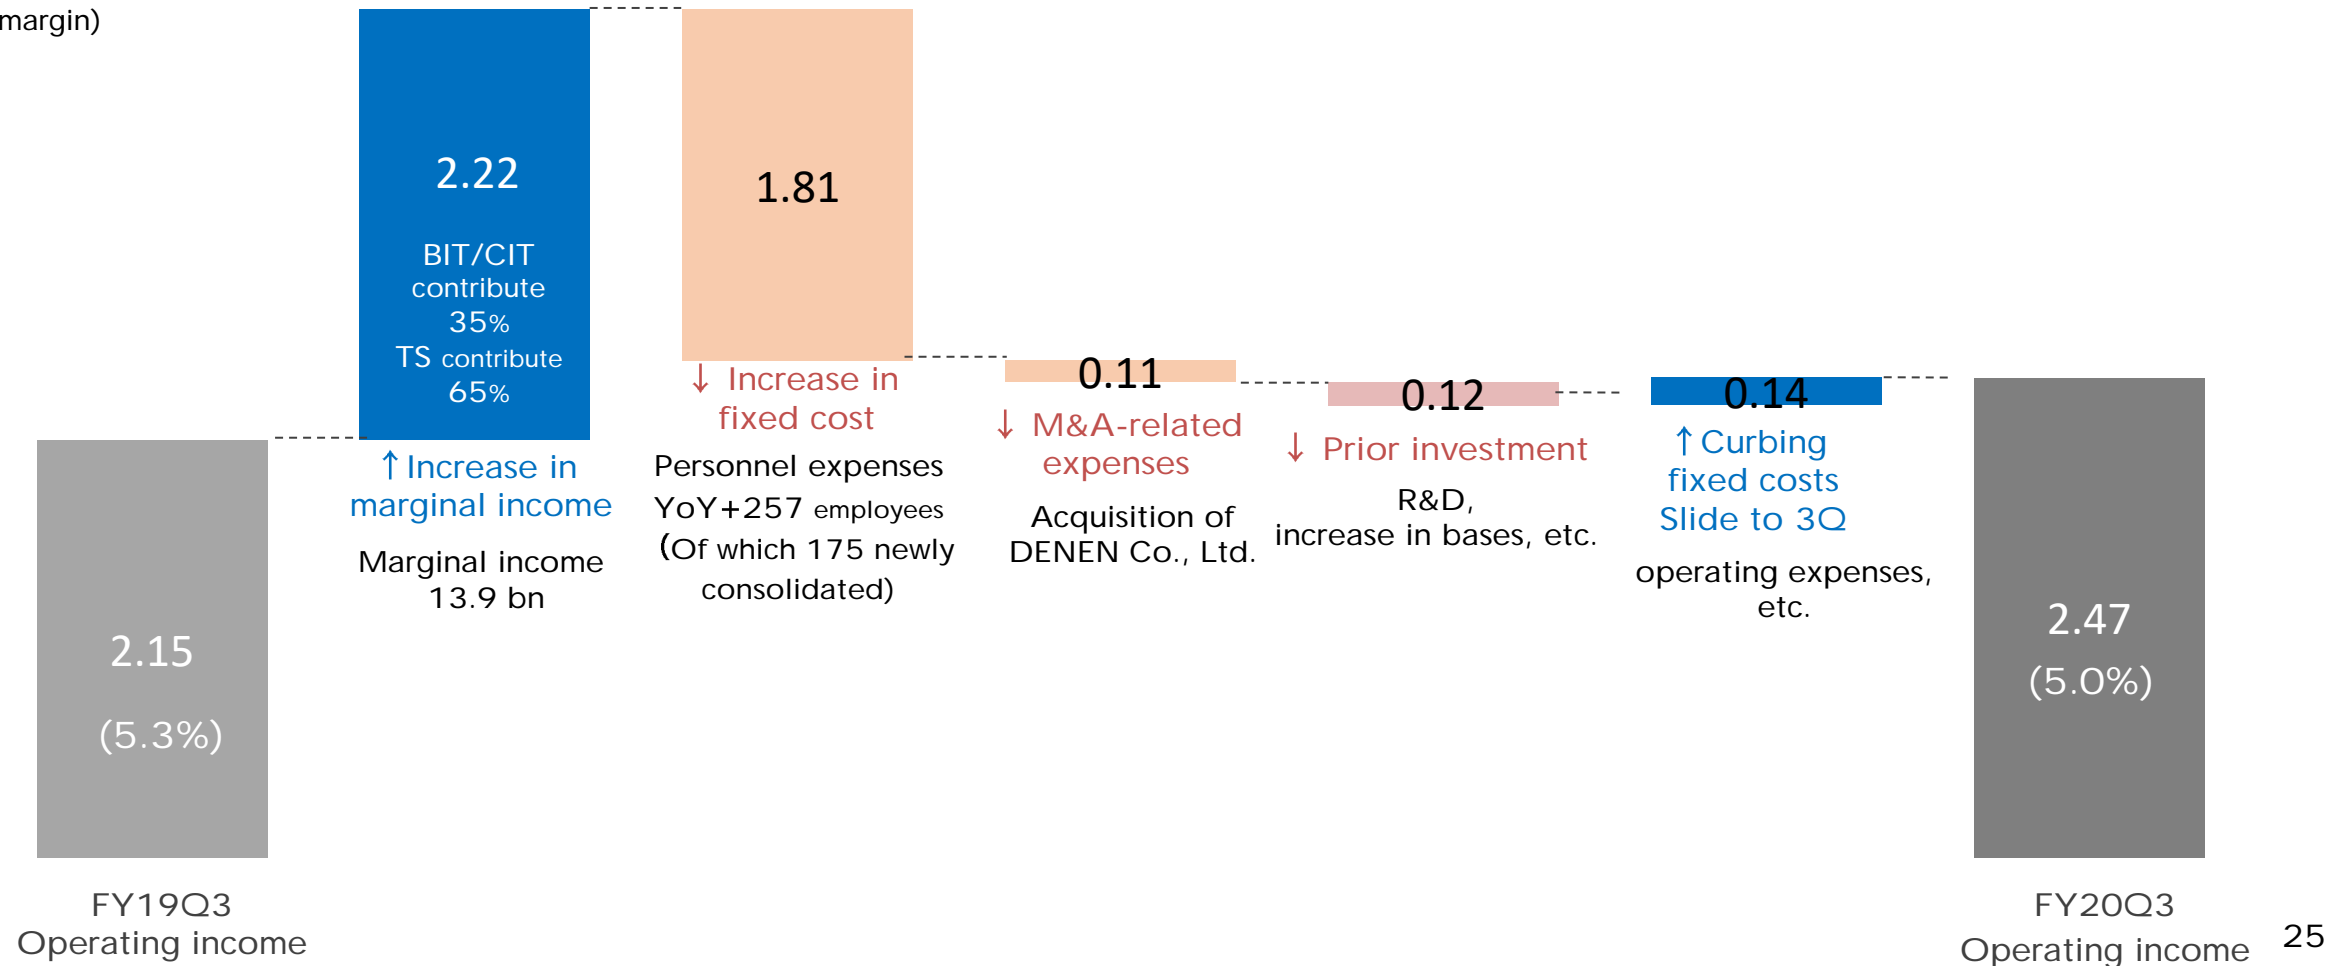 margin)
2.15
(5.3%)
FY19Q3
Operating income
2.22
BIT/CIT
contribute
35%
TS contribute
65%
↑Increase in
marginal income
Marginal income
13.9 bn
1.81
↓ Increase in
fixed cost
Personnel expenses
YoY+257 employees
(Of which 175 newly
consolidated)
0.11
↓ M&A-related
expenses
Acquisition of
DENEN Co., Ltd.
0.12
↓ Prior investment
R&D,
increase in bases, etc.
0.14
↑Curbing
fixed costs
Slide to 3Q
operating expenses,
etc.
2.47
(5.0%)
FY20Q3
Operating income
25